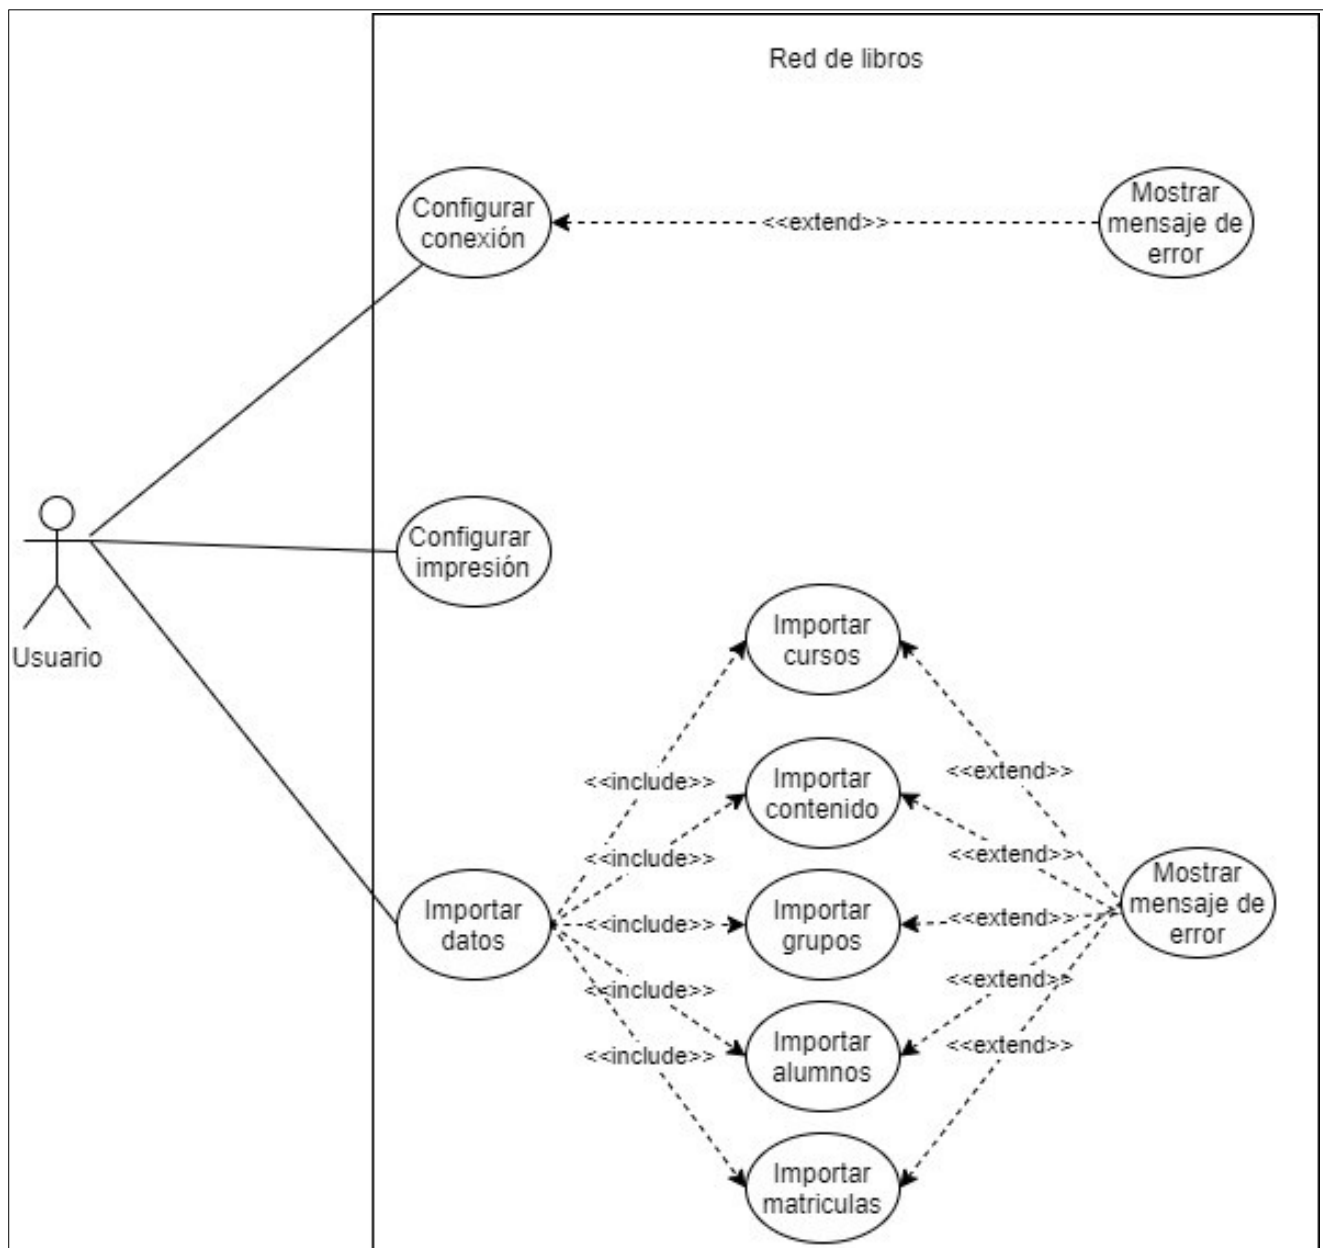 Red de libros
Configurar
conexión
<<extend>>
Mostrar
mensaje de
error
Configurar
impresión
Usuario
Importar
cursos
<<include>>
<<extend>>
Importar
contenido
<<include>>
<<extend>>
Importar
datos
<<include>>
Importar
grupos
<<extend>>
Mostrar
mensaje de
error
<<include>>
<<extend>>
Importar
alumnos
<<include>>
<<extend>>
Importar
matriculas